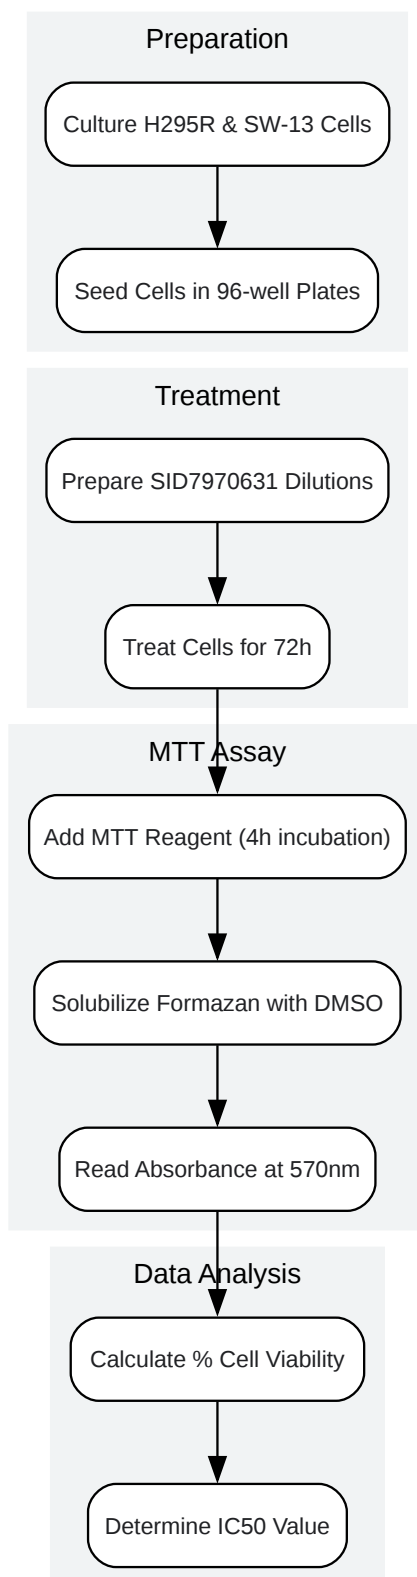 Preparation
Culture H295R & SW-13 Cells
Seed Cells in 96-well Plates
Treatment
Prepare SID7970631 Dilutions
Treat Cells for 72h
MTT Assay
Add MTT Reagent (4h incubation)
Solubilize Formazan with DMSO
Read Absorbance at 570nm
Data Analysis
Calculate % Cell Viability
Determine IC50 Value